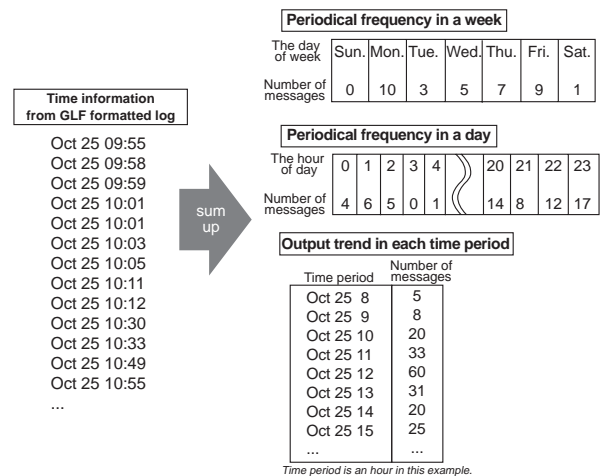 Time information
from GLF formatted log
Oct 25 09:55
Oct 25 09:58
Oct 25 09:59
Oct 25 10:01
Oct 25 10:01
Oct 25 10:03
Oct 25 10:05
Oct 25 10:11
Oct 25 10:12
Oct 25 10:30
Oct 25 10:33
Oct 25 10:49
Oct 25 10:55
...
sum
up
Periodical frequency in a week
The day
of week
Sun. Mon. Tue. Wed. Thu. Fri. Sat.
Number of
messages
0 10 3 5 7 9 1
Periodical frequency in a day
The hour
of day
0 1 2 3 4 20 21 22 23
Number of
messages
4 6 5 0 1 14 8 12 17
Output trend in each time period
Time period Number of
messages
Oct 25 8 5
Oct 25 9 8
Oct 25 10 20
Oct 25 11 33
Oct 25 12 60
Oct 25 13 31
Oct 25 14 20
Oct 25 15 25
... ...
Time period is an hour in this example.